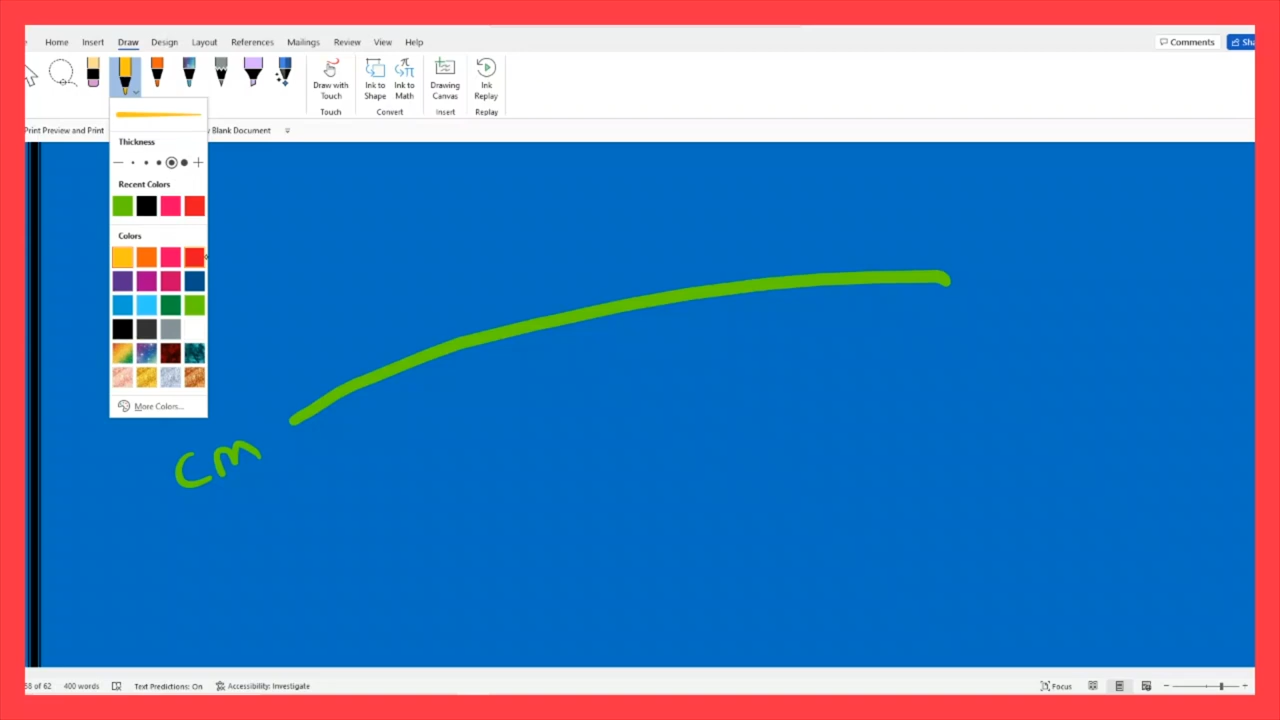 Home Insert Draw Design Layout References Mailings Review View Help Comments
Draw with Touch
Ink to Shape
Ink to Math
Drawing Canvas
Ink Replay
Touch Convert Insert Replay
Print Preview and Print
Blank Document
Thickness
Recent Colors
Colors
More Colors...
cm
of 62 400 words Text Predictions: On Accessibility: Investigate Focus